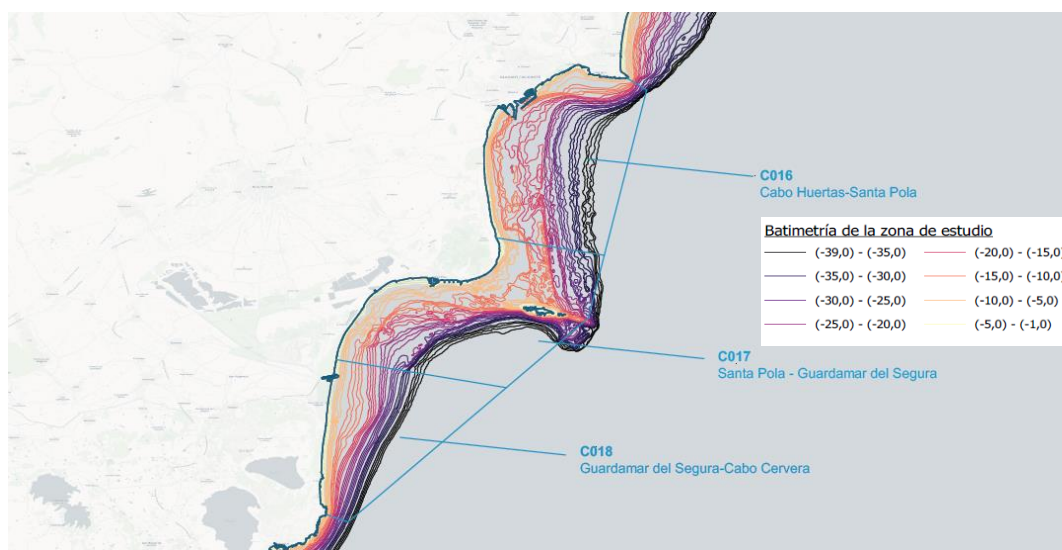 C016
Cabo Huertas-Santa Pola
Batimetría de la zona de estudio
(-39,0) - (-35,0)
(-20,0) - (-15,0)
(-35,0) - (-30,0)
(-15,0) - (-10,0)
(-30,0) - (-25,0)
(-10,0) - (-5,0)
(-25,0) - (-20,0)
(-5,0) - (-1,0)
C017
Santa Pola - Guardamar del Segura
C018
Guardamar del Segura-Cabo Cervera